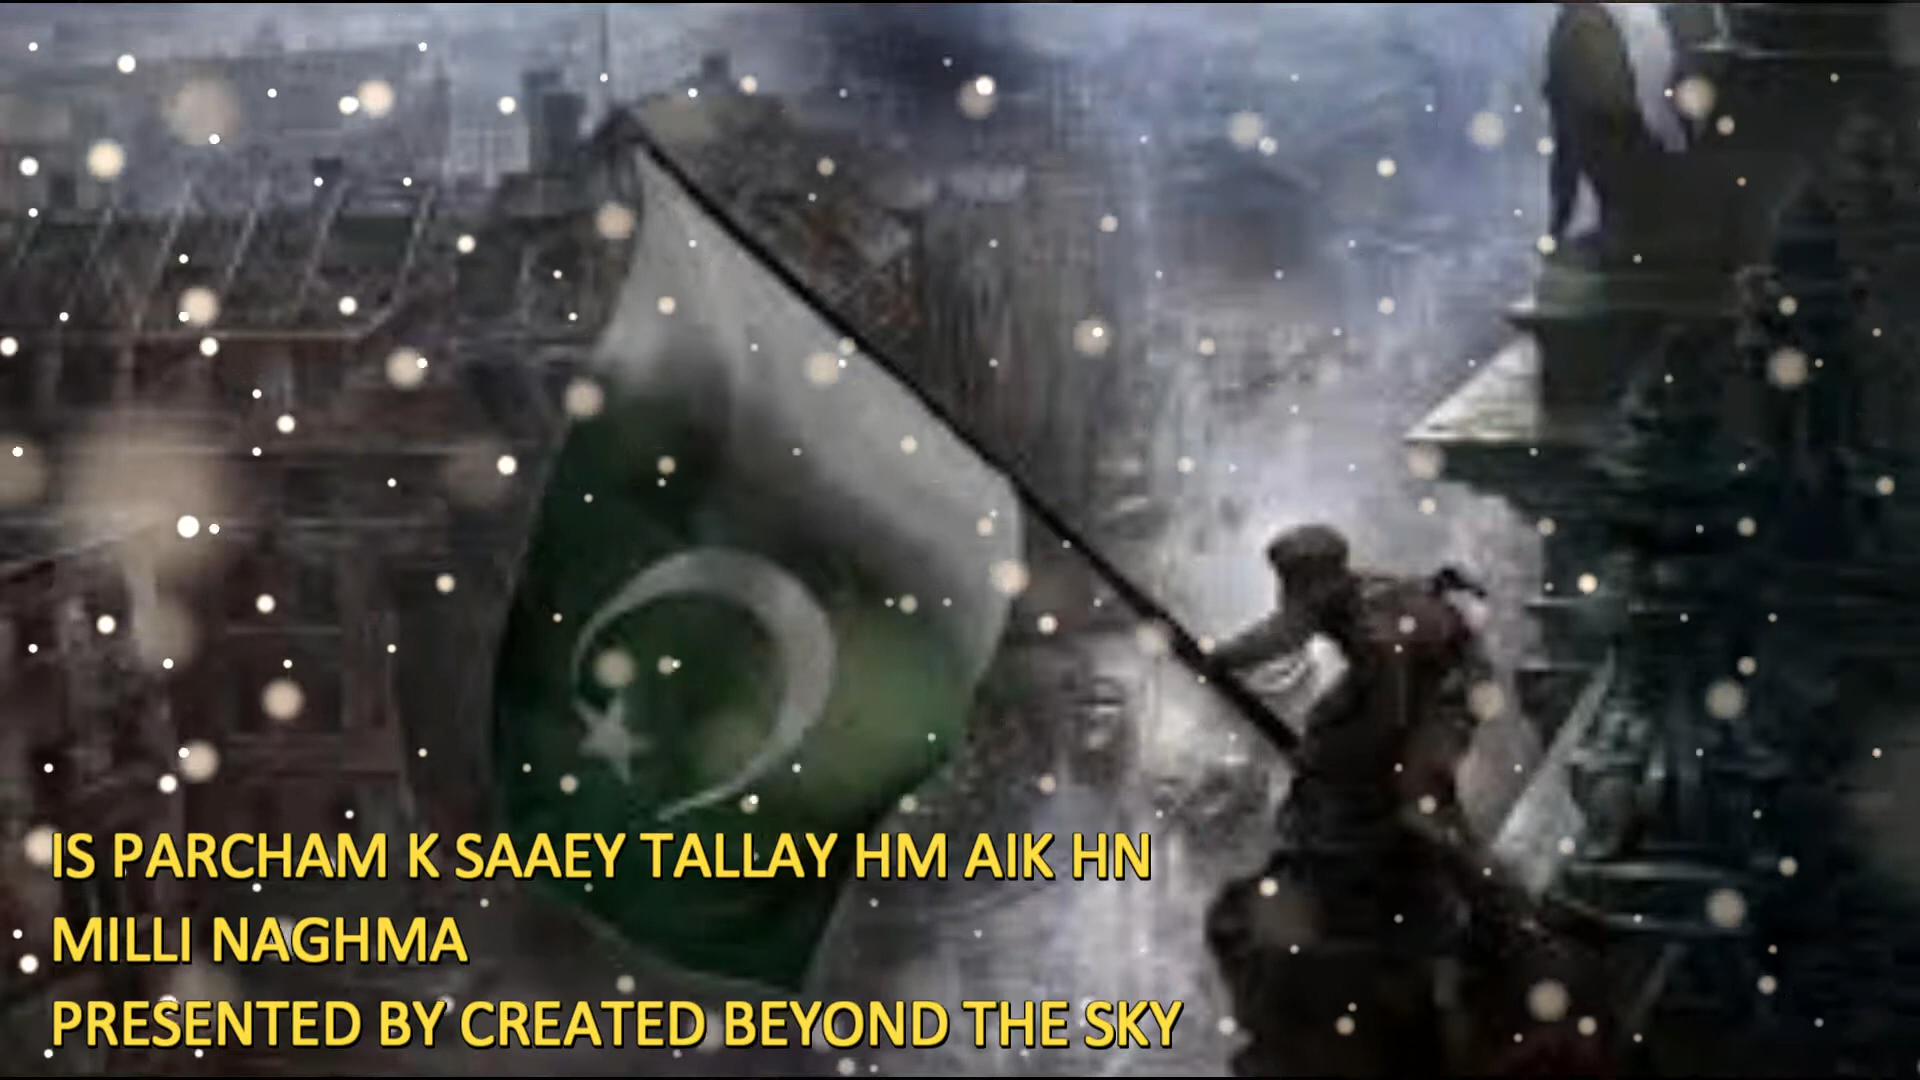 IS PARCHAM K SAAEY TALLAY HM AIK HN
MILLI NAGHMA
PRESENTED BY CREATED BEYOND THE SKY